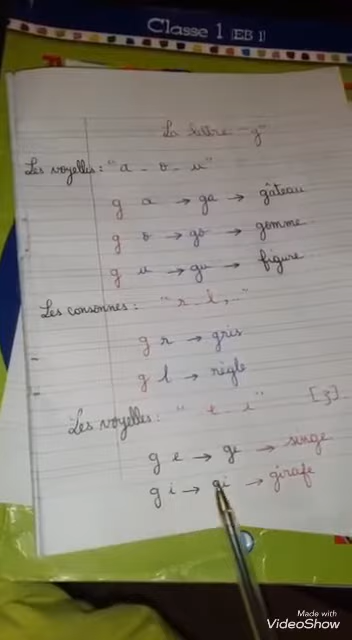 Classe 1 (EB 1)
La lettre "g"
Les voyelles : "a - o - u"
g a → ga → gâteau
g o → go → gomme
g u → gu → figure
Les consonnes : "r - l, .."
g r → gris
g l → règle
Les voyelles : "e - i" [ʒ]
g e → ge → singe
g i → gi → girafe
Made with
VideoShow